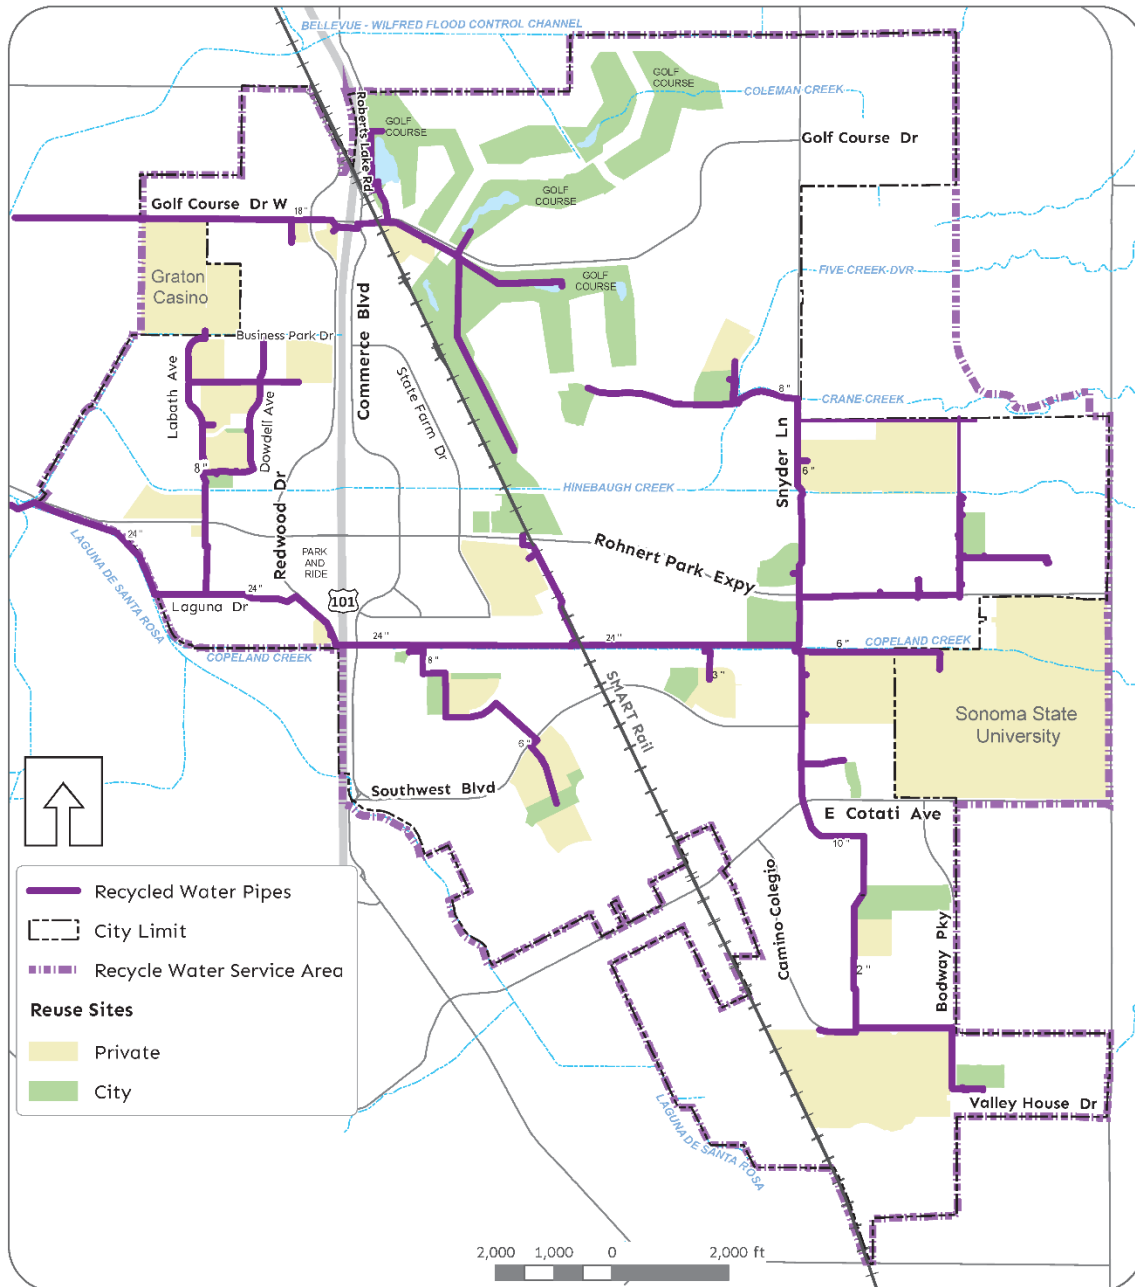 BELLEVUE - WILFRED FLOOD CONTROL CHANNEL
GOLF
COURSE
COLEMAN CREEK
Roberts Lake Rd
GOLF
COURSE
Golf Course Dr
GOLF
COURSE
Golf Course Dr W
18"
Graton
Casino
FIVE CREEK DVR
GOLF
COURSE
Business Park Dr
Commerce Blvd
State Farm Dr
Labath Ave
Dowdell Ave
8"
CRANE CREEK
Snyder Ln
6"
8"
Redwood Dr
HINEBAUGH CREEK
24"
LAGUNA DE SANTA ROSA
PARK
AND
RIDE
Rohnert Park Expy
101
24"
Laguna Dr
COPELAND CREEK
24"
24"
6"
COPELAND CREEK
8"
3"
SMART Rail
Sonoma State
University
6"
Southwest Blvd
E Cotati Ave
10"
Camino Colegio
Bodway Pky
2"
Valley House Dr
LAGUNA DE SANTA ROSA
Recycled Water Pipes
City Limit
Recycle Water Service Area
Reuse Sites
Private
City
2,000 1,000 0 2,000 ft